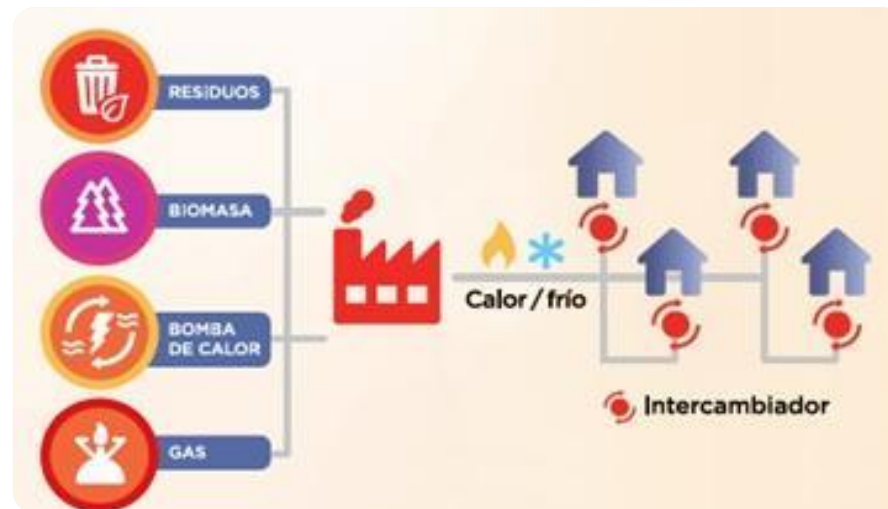 RESIDUOS
BIOMASA
BOMBA
DE CALOR
GAS
Calor / frío
Intercambiador